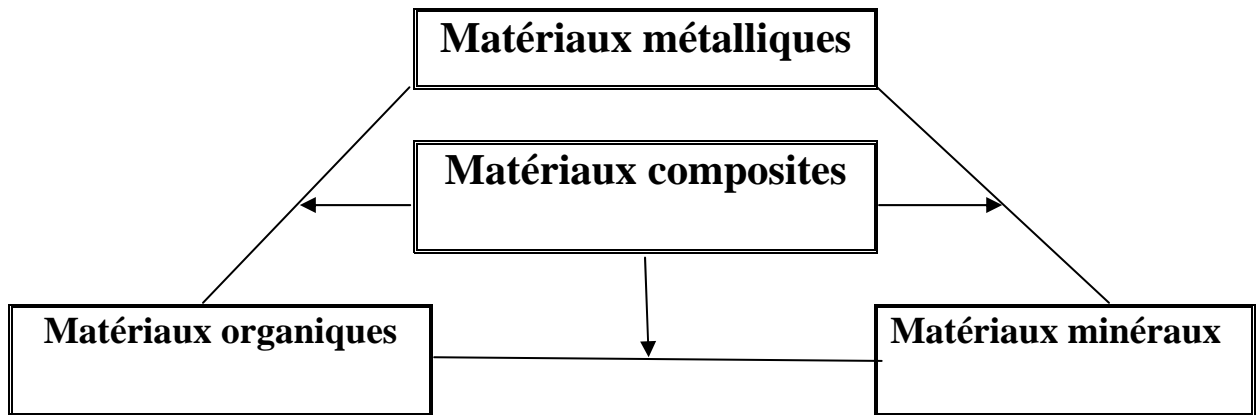 Matériaux métalliques
Matériaux composites
Matériaux organiques
Matériaux minéraux